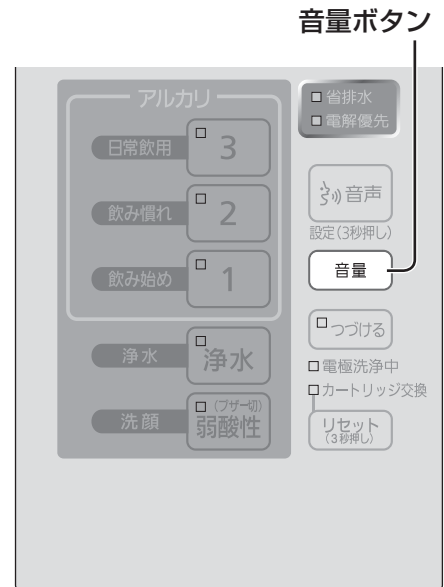 音量ボタン
アルカリ
日常飲用
3
飲み慣れ
2
飲み始め
1
浄水
浄水
洗顔
(ブザー切)
弱酸性
省排水
電解優先
音声
設定(3秒押し)
音量
つづける
電極洗浄中
カートリッジ交換
リセット
(3秒押し)